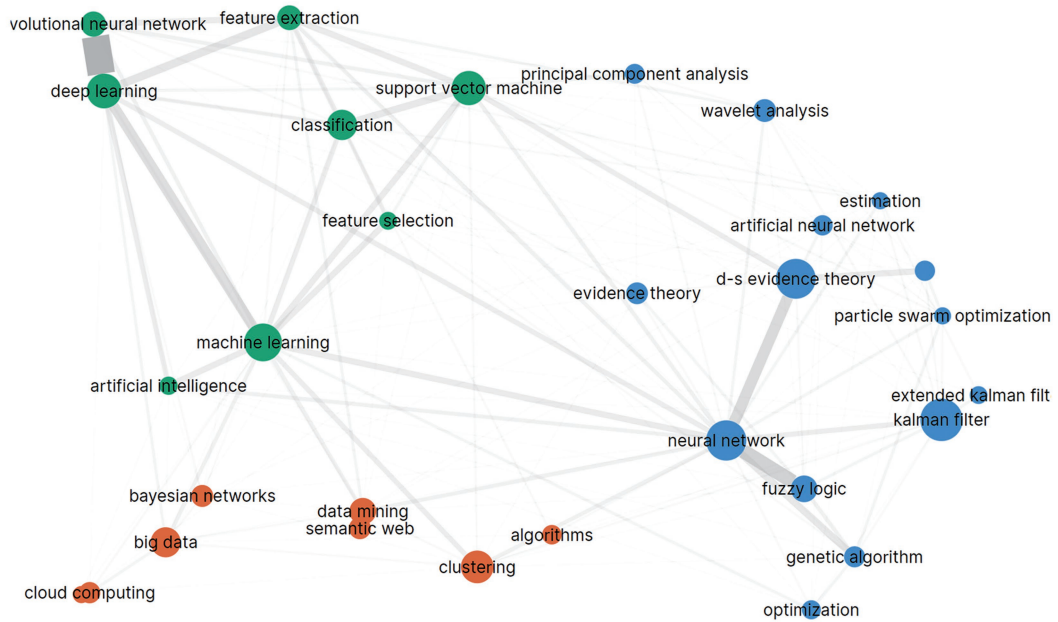 volutional neural network
feature extraction
principal component analysis
deep learning
support vector machine
wavelet analysis
classification
estimation
feature selection
artificial neural network
d-s evidence theory
evidence theory
particle swarm optimization
machine learning
artificial intelligence
extended kalman filt
kalman filter
neural network
fuzzy logic
bayesian networks
data mining
semantic web
algorithms
big data
genetic algorithm
clustering
cloud computing
optimization